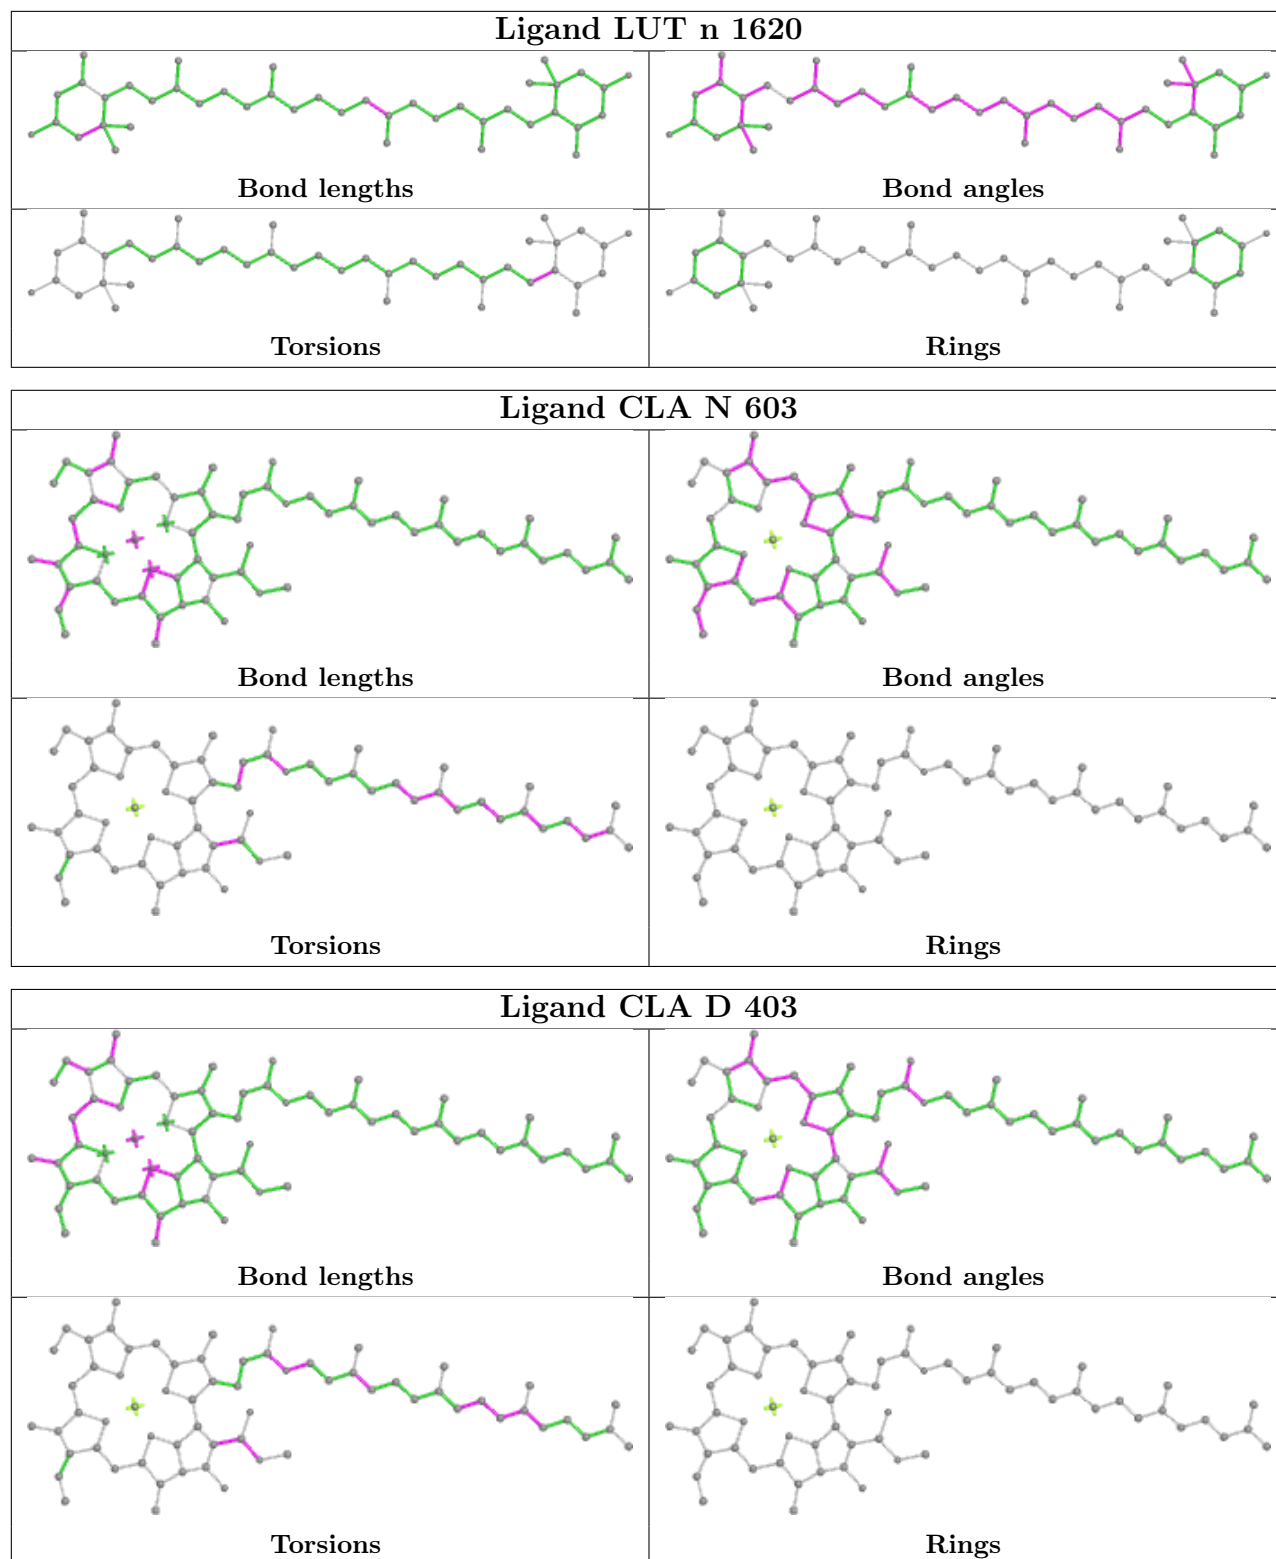 Ligand LUT n 1620
Bond lengths
Bond angles
Torsions
Rings
Ligand CLA N 603
Bond lengths
Bond angles
Torsions
Rings
Ligand CLA D 403
Bond lengths
Bond angles
Torsions
Rings